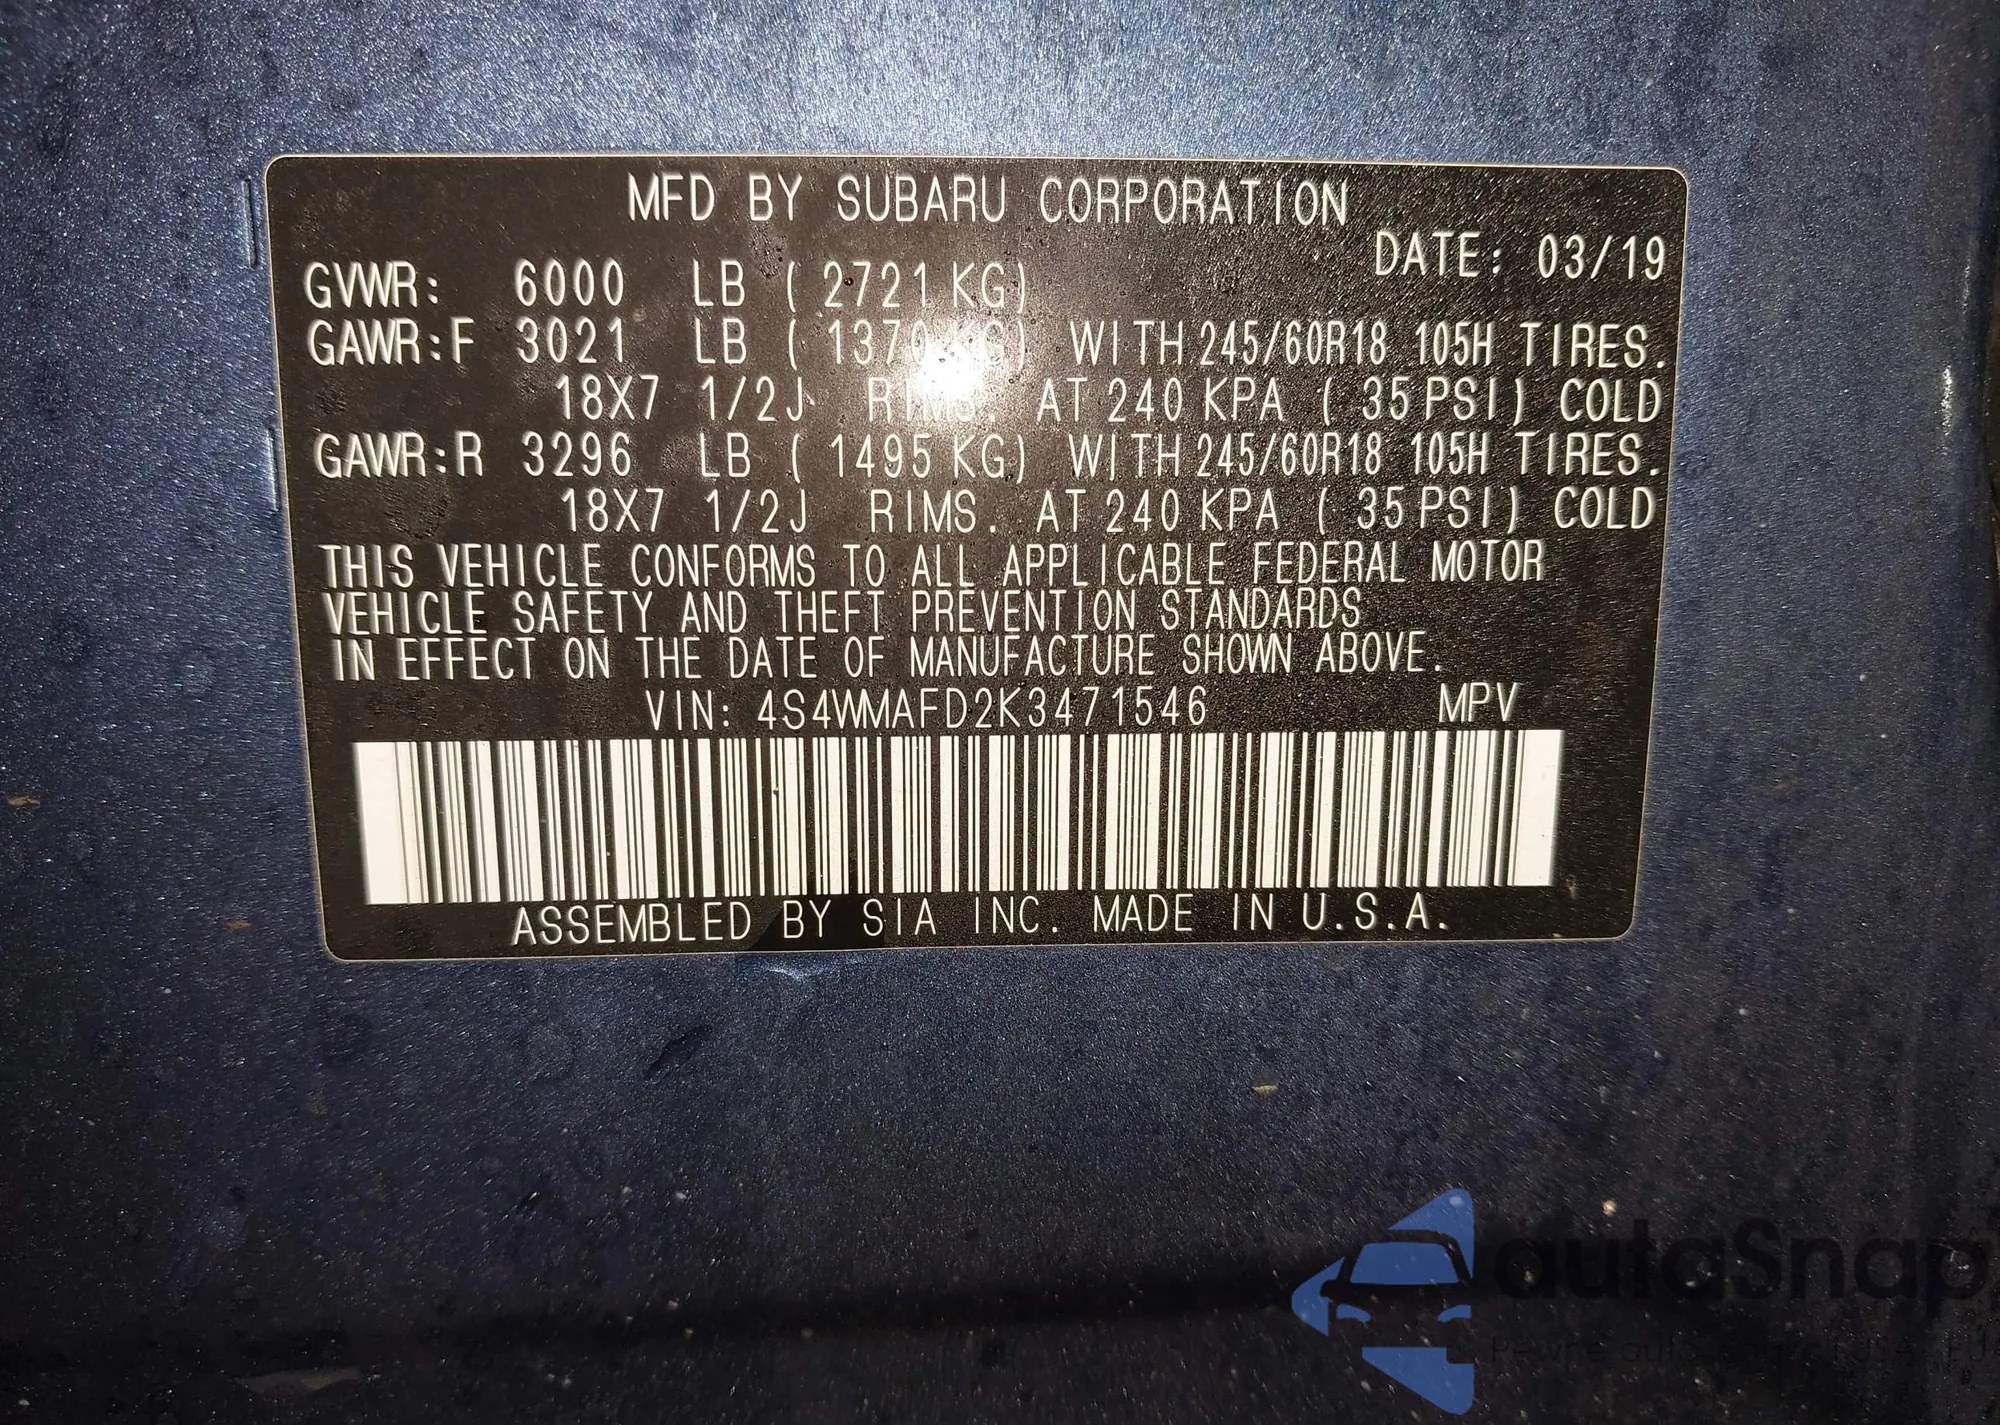 MFD BY SUBARU CORPORATION
DATE: 03/19
GVWR: 6000 LB ( 2721 KG)
GAWR:F 3021 LB ( 1370 KG) WITH 245/60R18 105H TIRES.
18X7 1/2J RIMS. AT 240 KPA ( 35 PSI) COLD
GAWR:R 3296 LB ( 1495 KG) WITH 245/60R18 105H TIRES.
18X7 1/2J RIMS. AT 240 KPA ( 35 PSI) COLD
THIS VEHICLE CONFORMS TO ALL APPLICABLE FEDERAL MOTOR
VEHICLE SAFETY AND THEFT PREVENTION STANDARDS
IN EFFECT ON THE DATE OF MANUFACTURE SHOWN ABOVE.
VIN: 4S4WMAFD2K3471546 MPV
ASSEMBLED BY SIA INC. MADE IN U.S.A.
autaSnap